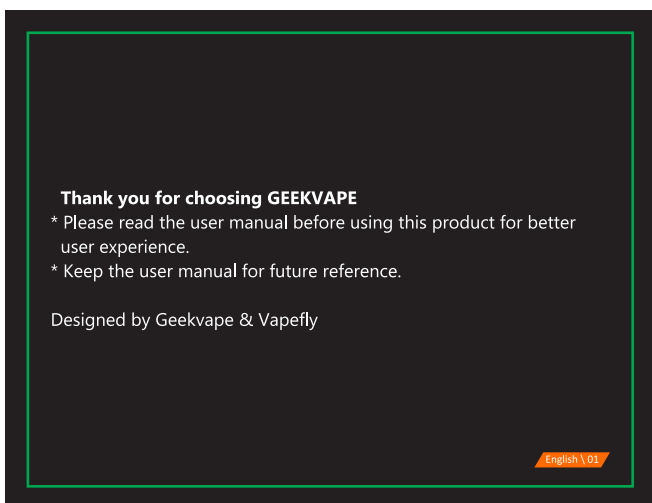 Thank you for choosing GEEKVAPE
* Please read the user manual before using this product for better
user experience.
* Keep the user manual for future reference.
Designed by Geekvape & Vapefly
English \ 01